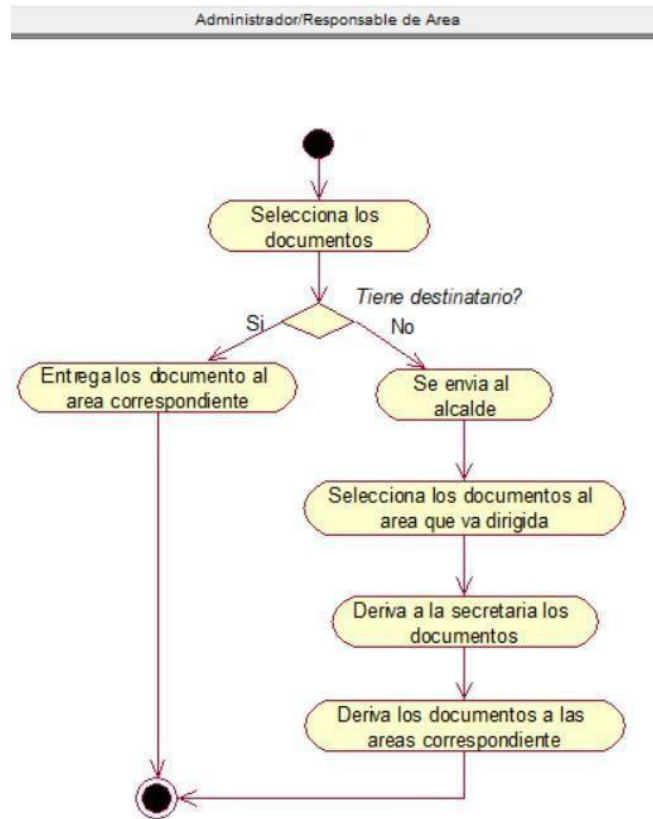 Administrador/Responsable de Area
Selecciona los
documentos
Tiene destinatario?
Si
No
Entrega los documento al
area correspondiente
Se envia al
alcalde
Selecciona los documentos al
area que va dirigida
Deriva a la secretaria los
documentos
Deriva los documentos a las
areas correspondiente